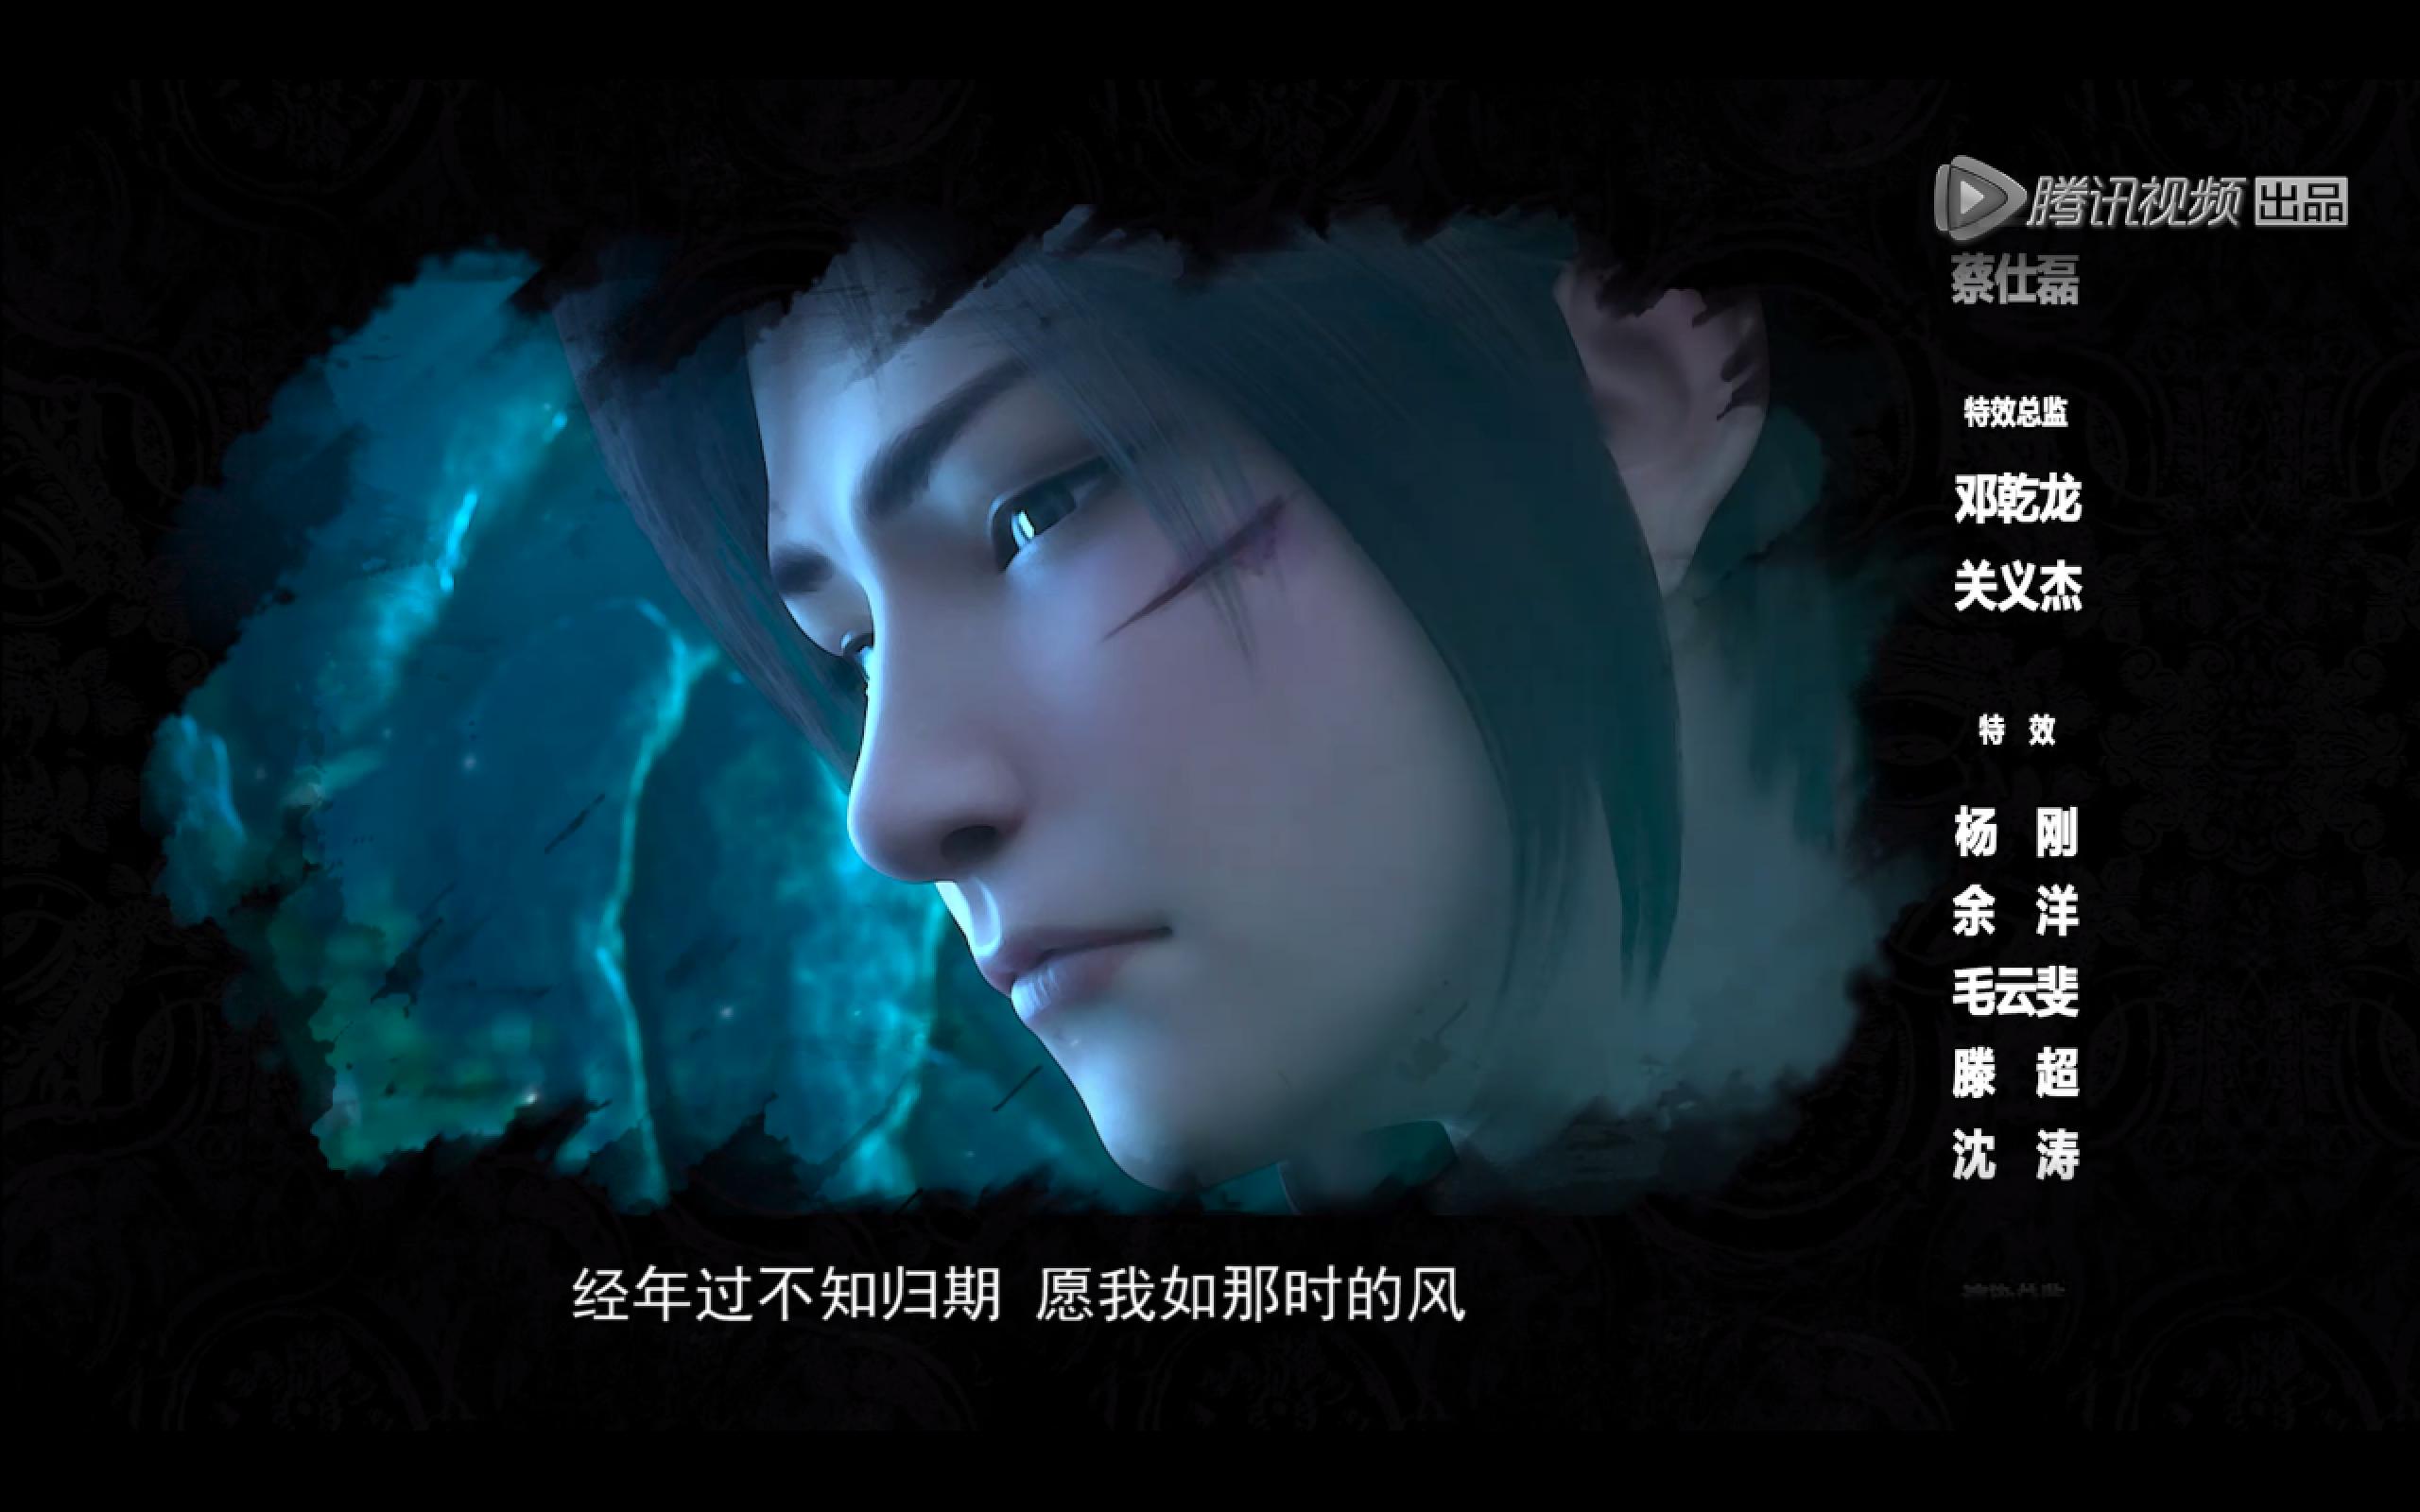 腾讯视频 出品
蔡仕磊
特效总监
邓乾龙
关义杰
特 效
杨 刚
余 洋
毛云斐
滕 超
沈 涛
经年过不知归期 愿我如那时的风